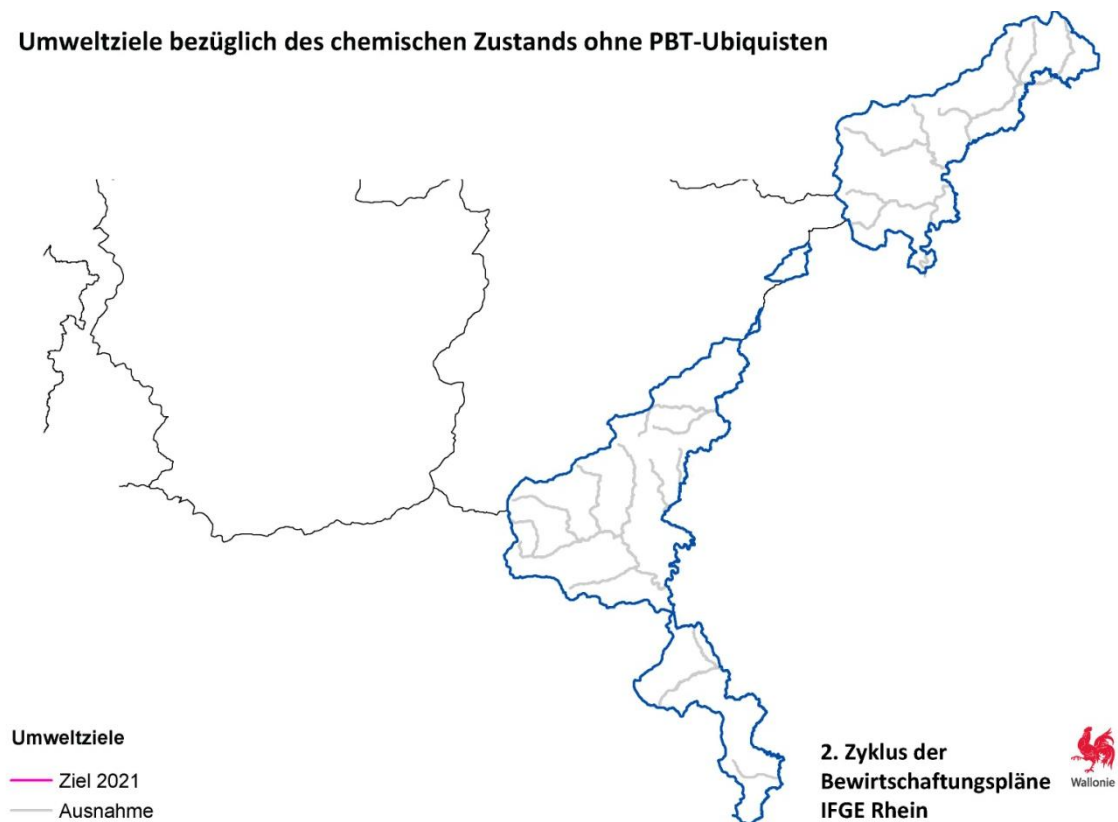 Umweltziele bezüglich des chemischen Zustands ohne PBT-Ubiquisten
Umweltziele
Ziel 2021
Ausnahme
2. Zyklus der
Bewirtschaftungspläne
IFGE Rhein
Wallonie